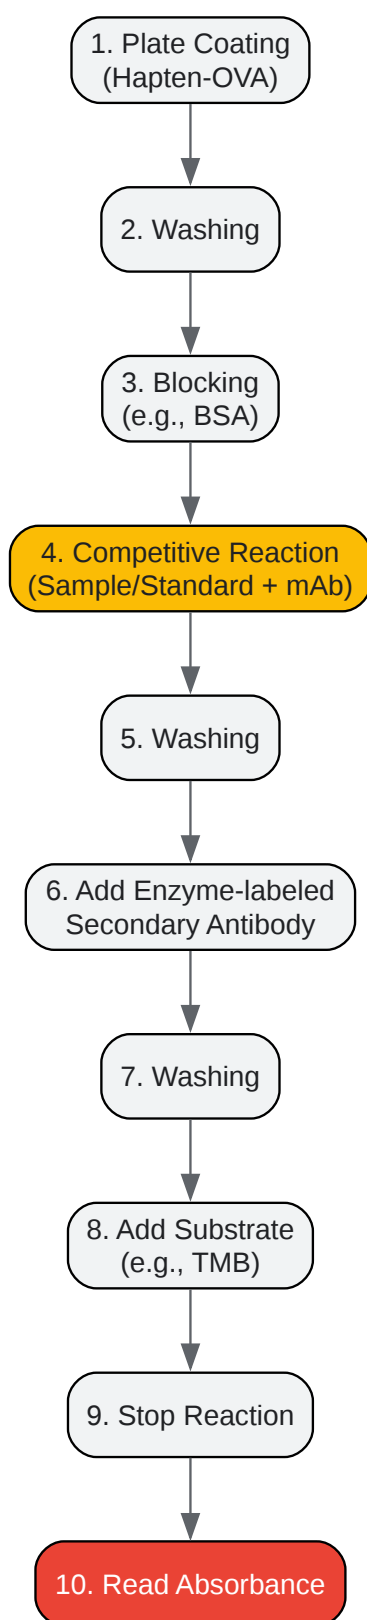 1. Plate Coating
(Hapten-OVA)
2. Washing
3. Blocking
(e.g., BSA)
4. Competitive Reaction
(Sample/Standard + mAb)
5. Washing
6. Add Enzyme-labeled
Secondary Antibody
7. Washing
8. Add Substrate
(e.g., TMB)
9. Stop Reaction
10. Read Absorbance